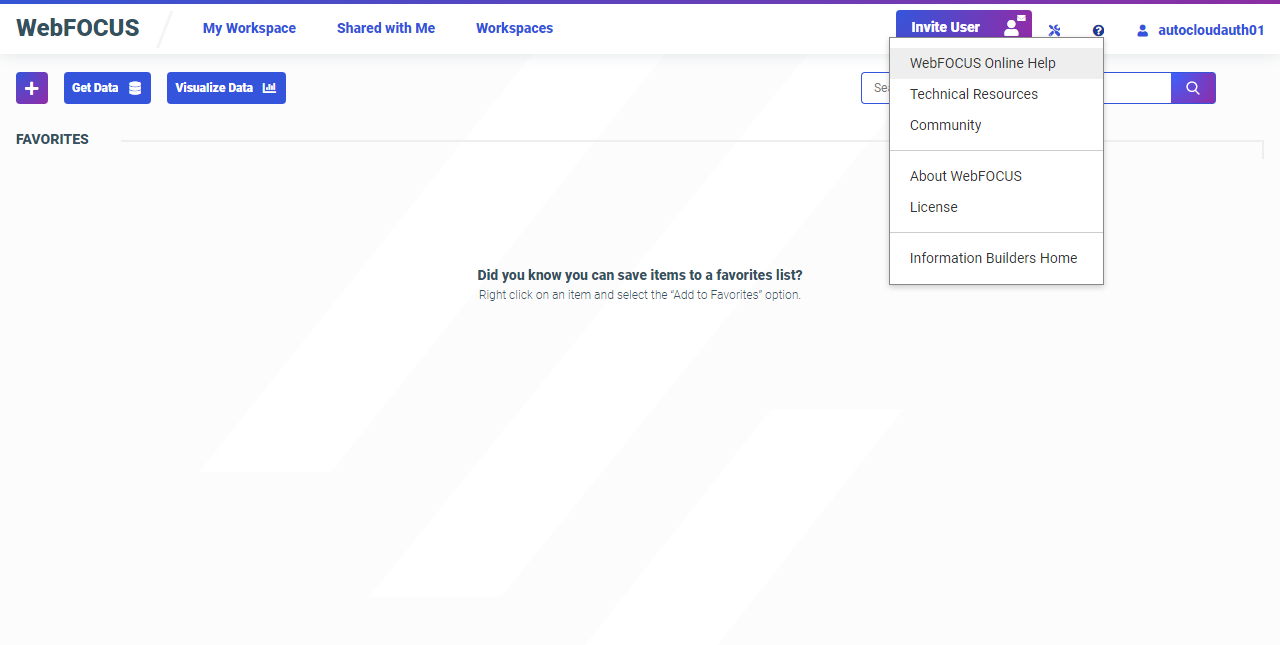 WebFOCUS
My Workspace
Shared with Me
Workspaces
Invite User
autocloudauth01
Get Data
Visualize Data
FAVORITES
WebFOCUS Online Help
Technical Resources
Community
About WebFOCUS
License
Information Builders Home
Did you know you can save items to a favorites list?
Right click on an item and select the “Add to Favorites” option.